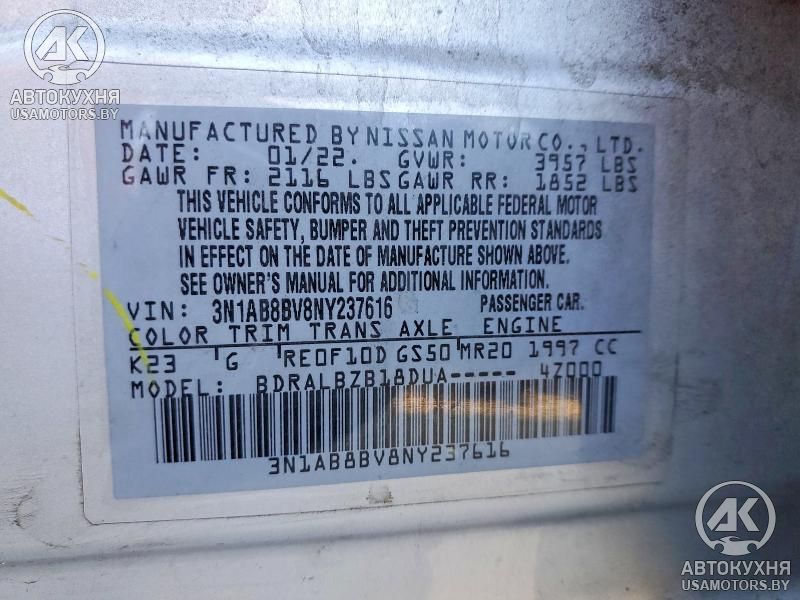 АК
АВТОКУХНЯ
USAMOTORS.BY
MANUFACTURED BY NISSAN MOTOR CO., LTD.
DATE: 01/22. GVWR: 3957 LBS
GAWR FR: 2116 LBS GAWR RR: 1852 LBS
THIS VEHICLE CONFORMS TO ALL APPLICABLE FEDERAL MOTOR
VEHICLE SAFETY, BUMPER AND THEFT PREVENTION STANDARDS
IN EFFECT ON THE DATE OF MANUFACTURE SHOWN ABOVE.
SEE OWNER'S MANUAL FOR ADDITIONAL INFORMATION.
VIN: 3N1AB8BV8NY237616 PASSENGER CAR.
COLOR TRIM TRANS AXLE ENGINE
K23 G RE0F10D GS50 MR20 1997 CC
MODEL: BDRALBZB18DUA----- 4Z000
3N1AB8BV8NY237616
АК
АВТОКУХНЯ
USAMOTORS.BY